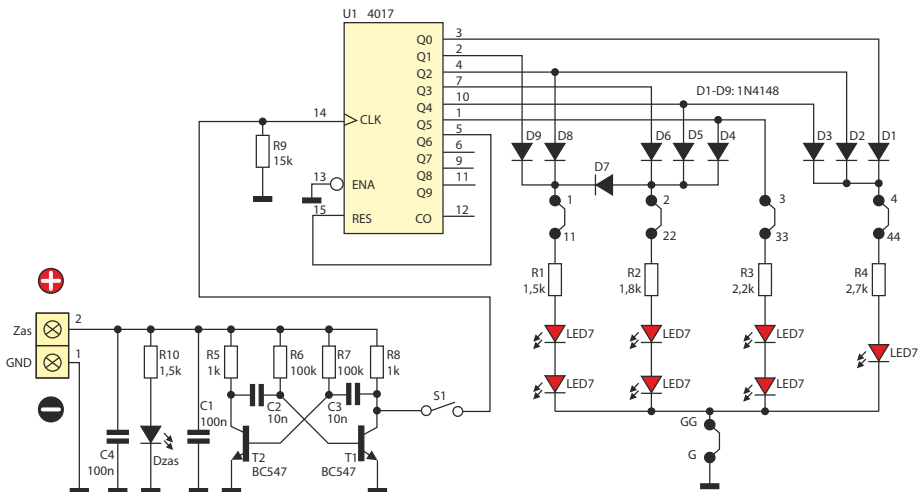 U1 4017
Q0 3
Q1 2
Q2 4
Q3 7
Q4 10
Q5 1
Q6 5
Q7 6
Q8 9
Q9 11
CO 12
14 CLK
13 ENA
15 RES
R9
15k
D1-D9: 1N4148
D9 D8 D7 D6 D5 D4 D3 D2 D1
1 2 3 4
11 22 33 44
R1
1,5k
R2
1,8k
R3
2,2k
R4
2,7k
LED7 LED7 LED7 LED7
LED7 LED7 LED7
GG
G
+
Zas 2
GND 1
−
R10
1,5k
R5
1k
R6
100k
R7
100k
R8
1k
C4
100n
Dzas
C1
100n
C2
10n
C3
10n
T2
BC547
T1
BC547
S1